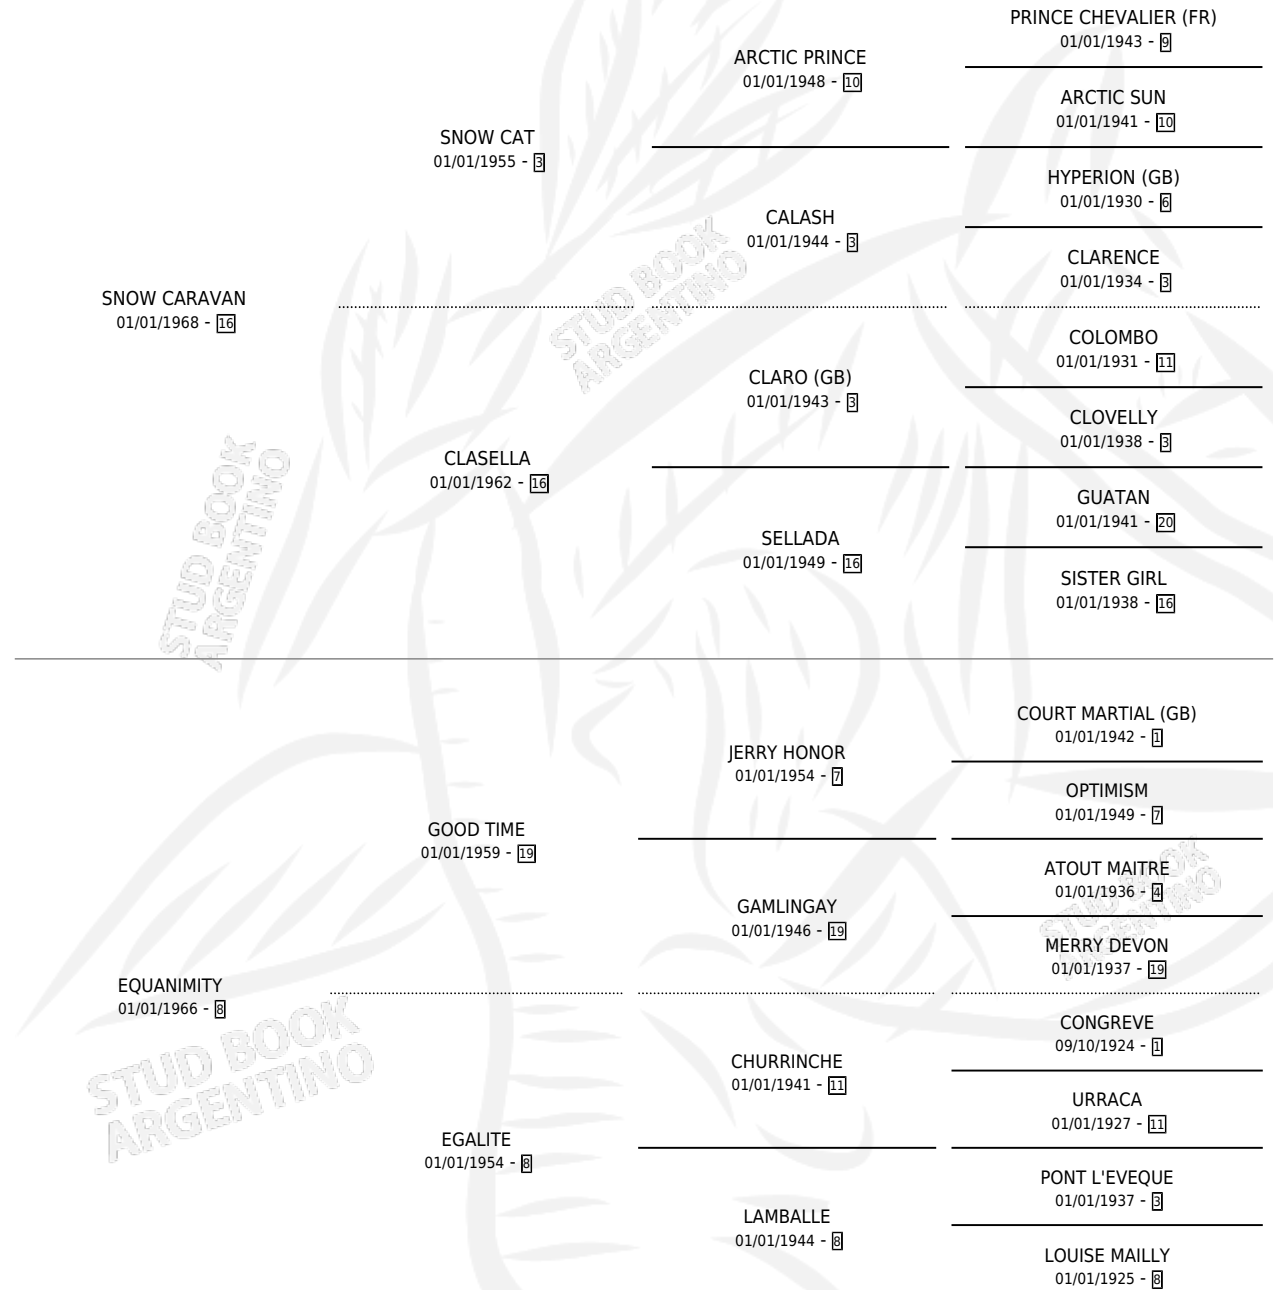 PRINCE CHEVALIER (FR)
01/01/1943 - 9
ARCTIC PRINCE
01/01/1948 - 10
ARCTIC SUN
01/01/1941 - 10
SNOW CAT
01/01/1955 - 3
HYPERION (GB)
01/01/1930 - 6
CALASH
01/01/1944 - 3
CLARENCE
01/01/1934 - 3
SNOW CARAVAN
01/01/1968 - 16
COLOMBO
01/01/1931 - 11
CLARO (GB)
01/01/1943 - 3
CLOVELLY
01/01/1938 - 3
CLASELLA
01/01/1962 - 16
GUATAN
01/01/1941 - 20
SELLADA
01/01/1949 - 16
SISTER GIRL
01/01/1938 - 16
COURT MARTIAL (GB)
01/01/1942 - 1
JERRY HONOR
01/01/1954 - 7
OPTIMISM
01/01/1949 - 7
GOOD TIME
01/01/1959 - 19
ATOUT MAITRE
01/01/1936 - 4
GAMLINGAY
01/01/1946 - 19
MERRY DEVON
01/01/1937 - 19
EQUANIMITY
01/01/1966 - 8
CONGREVE
09/10/1924 - 1
CHURRINCHE
01/01/1941 - 11
URRACA
01/01/1927 - 11
EGALITE
01/01/1954 - 8
PONT L'EVEQUE
01/01/1937 - 3
LAMBALLE
01/01/1944 - 8
LOUISE MAILLY
01/01/1925 - 8
STUD BOOK
ARGENTINO
STUD BOOK
ARGENTINO
STUD BOOK
ARGENTINO
STUD BOOK
ARGENTINO